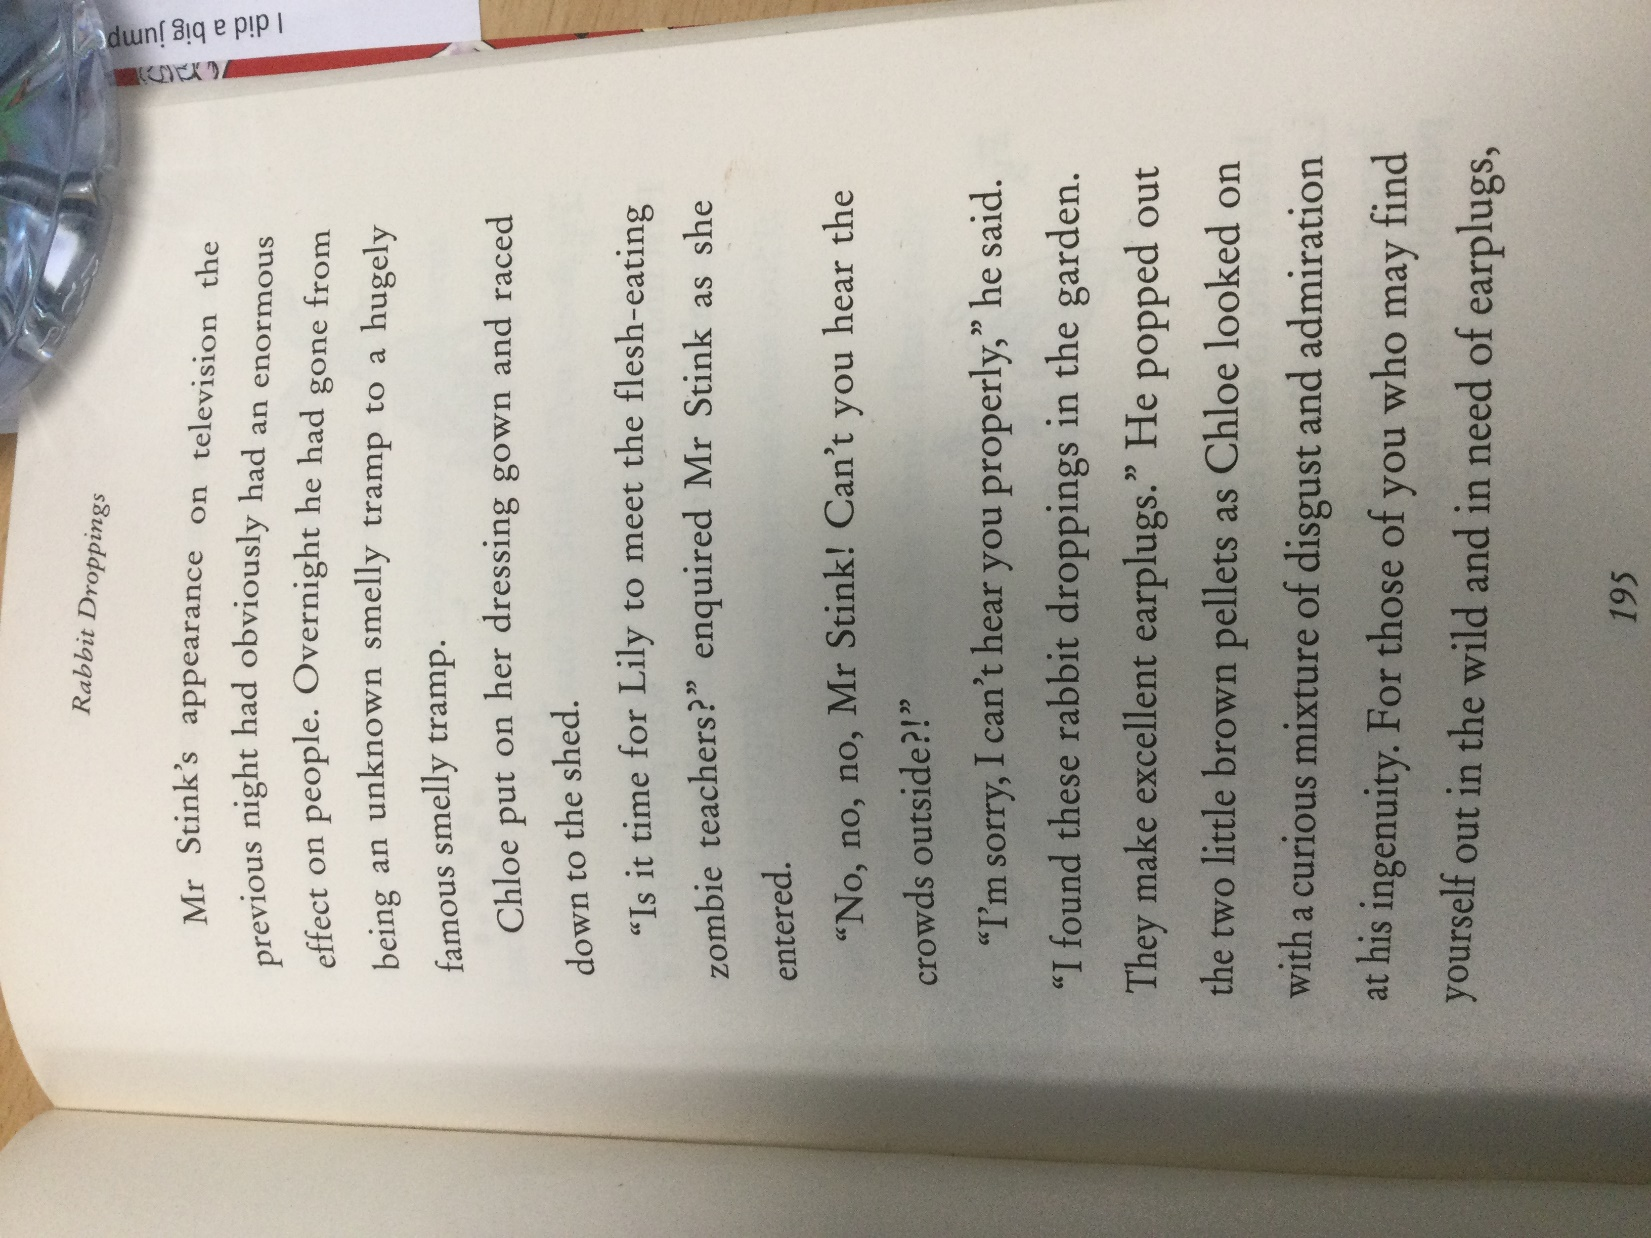 I did a big jump
Rabbit Droppings
Mr Stink’s appearance on television the
previous night had obviously had an enormous
effect on people. Overnight he had gone from
being an unknown smelly tramp to a hugely
famous smelly tramp.
Chloe put on her dressing gown and raced
down to the shed.
“Is it time for Lily to meet the flesh-eating
zombie teachers?” enquired Mr Stink as she
entered.
“No, no, no, Mr Stink! Can’t you hear the
crowds outside?!”
“I’m sorry, I can’t hear you properly,” he said.
“I found these rabbit droppings in the garden.
They make excellent earplugs.” He popped out
the two little brown pellets as Chloe looked on
with a curious mixture of disgust and admiration
at his ingenuity. For those of you who may find
yourself out in the wild and in need of earplugs,
195